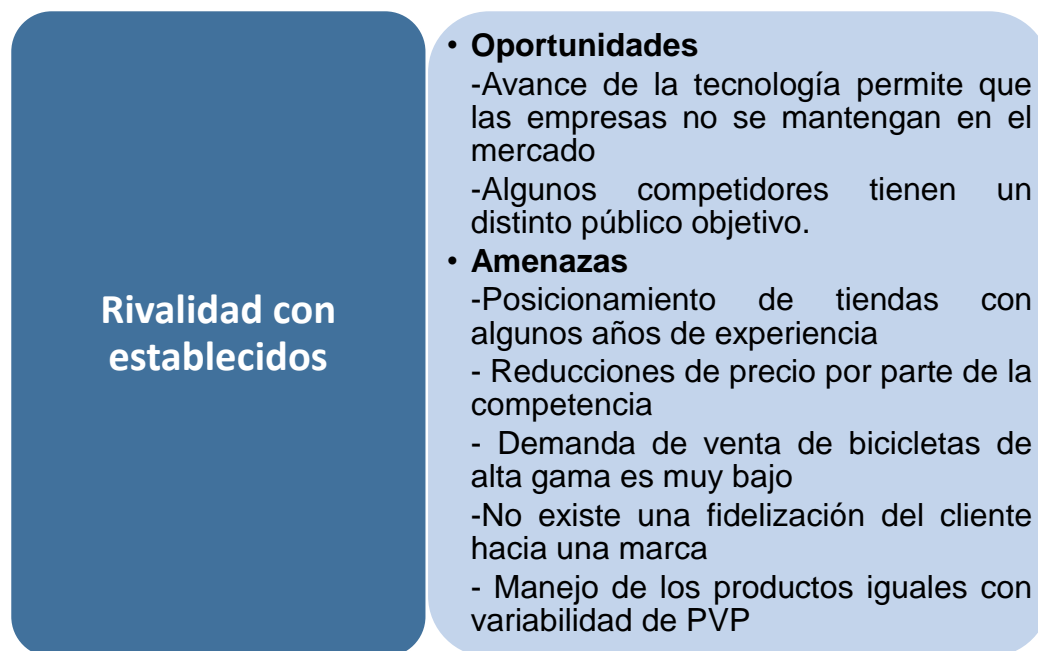 Rivalidad con
establecidos
• Oportunidades
-Avance de la tecnología permite que
las empresas no se mantengan en el
mercado
-Algunos competidores tienen un
distinto público objetivo.
• Amenazas
-Posicionamiento de tiendas con
algunos años de experiencia
- Reducciones de precio por parte de la
competencia
- Demanda de venta de bicicletas de
alta gama es muy bajo
-No existe una fidelización del cliente
hacia una marca
- Manejo de los productos iguales con
variabilidad de PVP